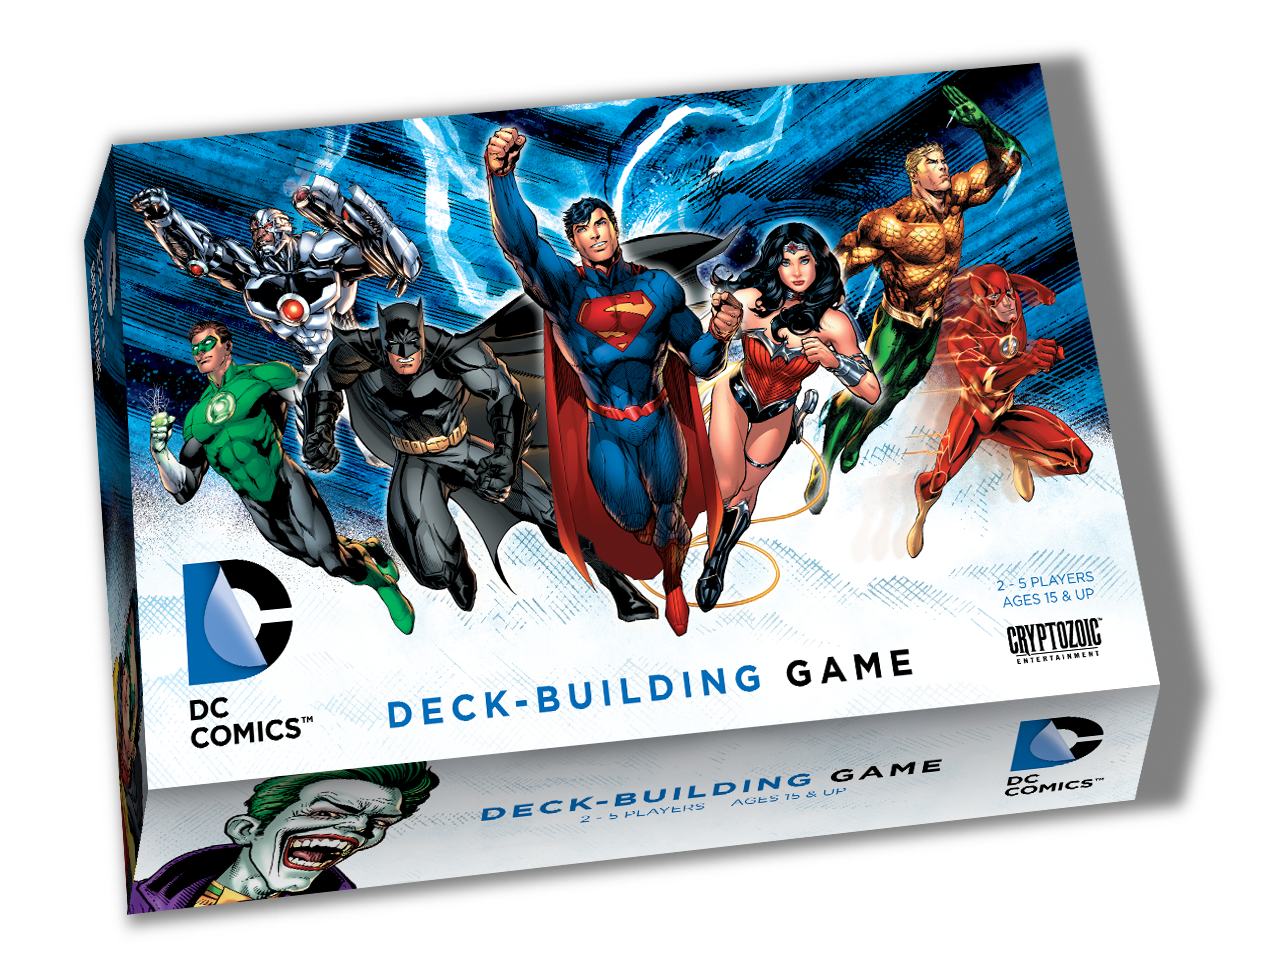 2 - 5 PLAYERS
AGES 15 & UP
CRYPTOZOIC™
ENTERTAINMENT
DC
COMICS™
DECK-BUILDING GAME
DECK-BUILDING GAME
2 - 5 PLAYERS AGES 15 & UP
DC
COMICS™